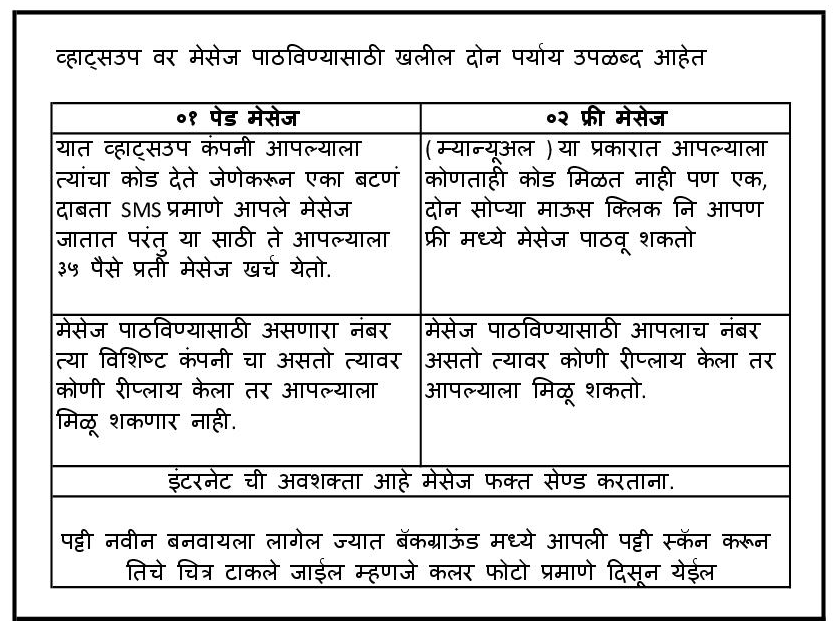 व्हाट्सउप वर मेसेज पाठविण्यासाठी खलील दोन पर्याय उपळब्द आहेत
०१ पेड मेसेज
०२ फ्री मेसेज
यात व्हाट्सउप कंपनी आपल्याला
त्यांचा कोड देते जेणेकरून एका बटणं
दाबता SMS प्रमाणे आपले मेसेज
जातात परंतु या साठी ते आपल्याला
३५ पैसे प्रती मेसेज खर्च येतो.
( म्यान्यूअल ) या प्रकारात आपल्याला
कोणताही कोड मिळत नाही पण एक,
दोन सोप्या माऊस क्लिक नि आपण
फ्री मध्ये मेसेज पाठवू शकतो
मेसेज पाठविण्यासाठी असणारा नंबर
त्या विशिष्ट कंपनी चा असतो त्यावर
कोणी रीप्लाय केला तर आपल्याला
मिळू शकणार नाही.
मेसेज पाठविण्यासाठी आपलाच नंबर
असतो त्यावर कोणी रीप्लाय केला तर
आपल्याला मिळू शकतो.
इंटरनेट ची अवशक्ता आहे मेसेज फक्त सेण्ड करताना.
पट्टी नवीन बनवायला लागेल ज्यात बॅकग्राऊंड मध्ये आपली पट्टी स्कॅन करून
तिचे चित्र टाकले जाईल म्हणजे कलर फोटो प्रमाणे दिसून येईल